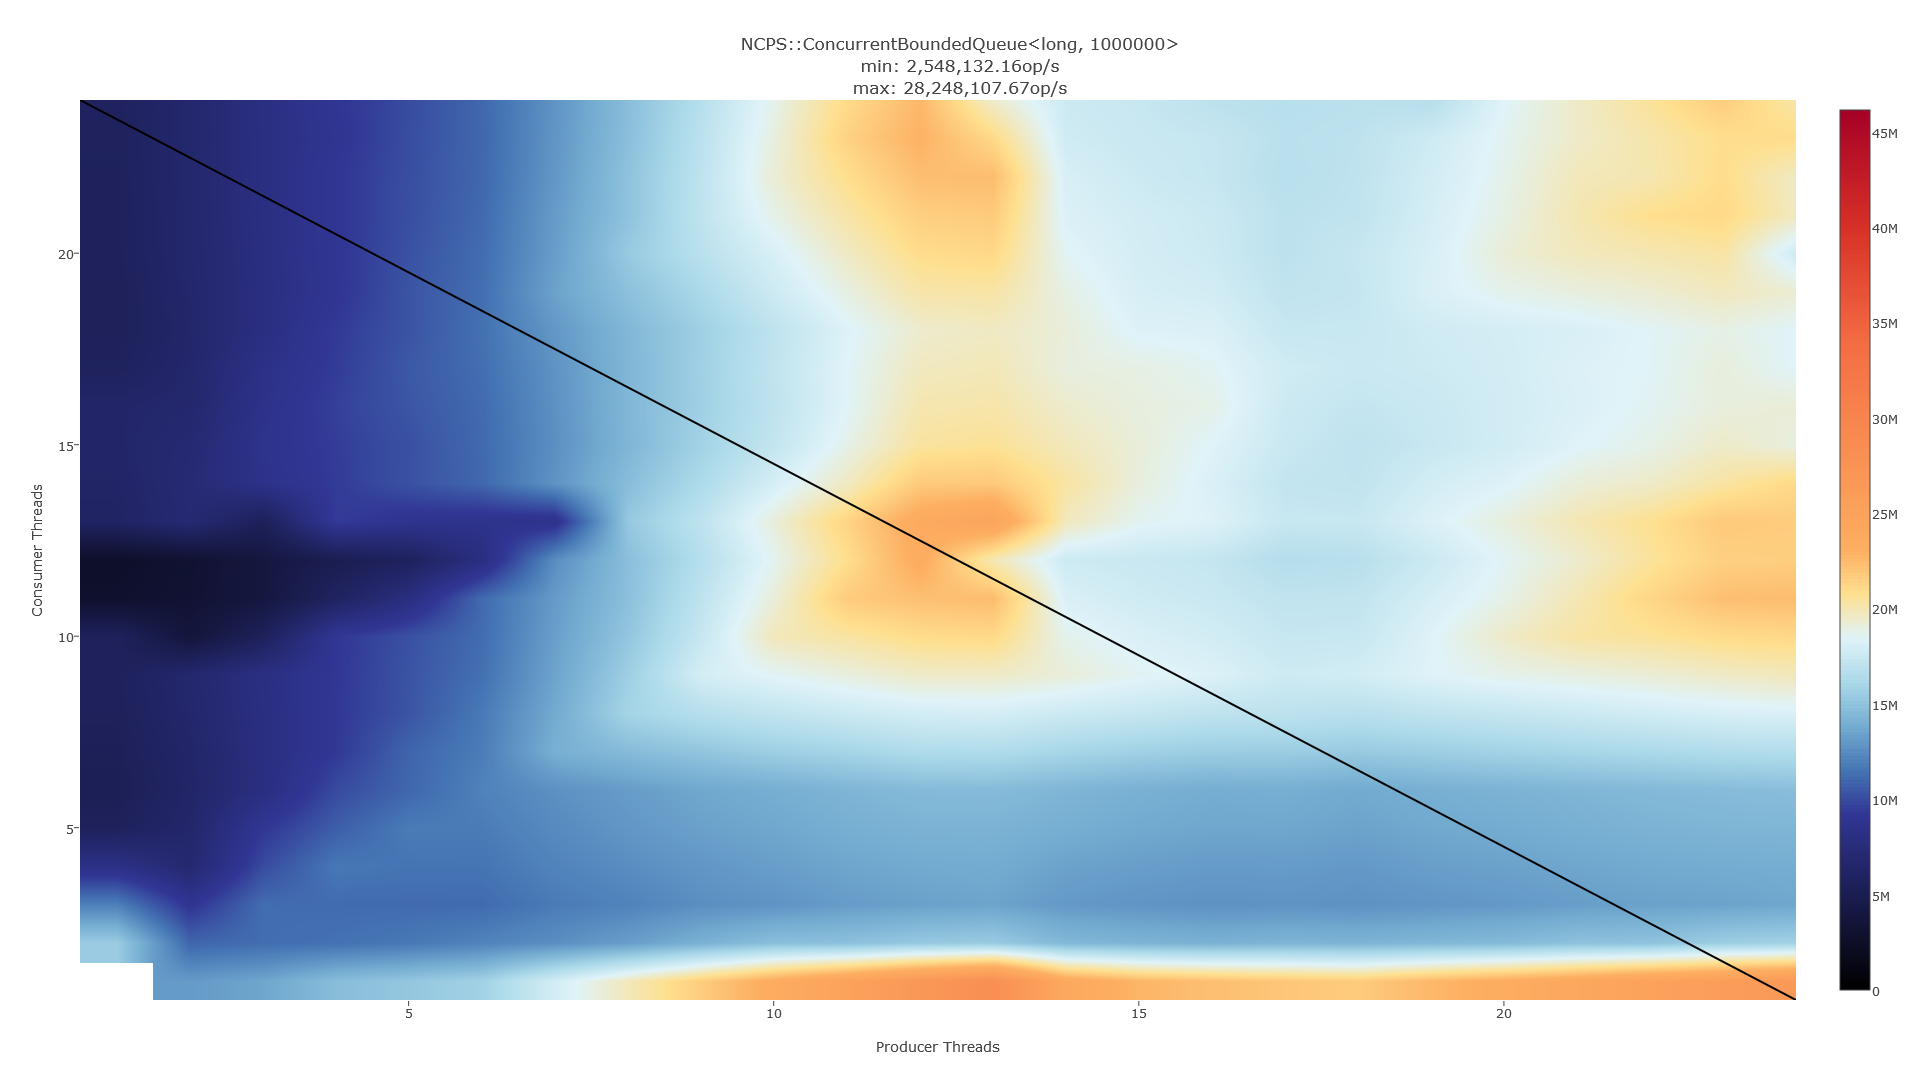 NCPS::ConcurrentBoundedQueue<long, 1000000>
min: 2,548,132.16op/s
max: 28,248,107.67op/s
45M
40M
35M
30M
25M
20M
15M
10M
5M
0
20
15
10
5
Consumer Threads
5
10
15
20
Producer Threads